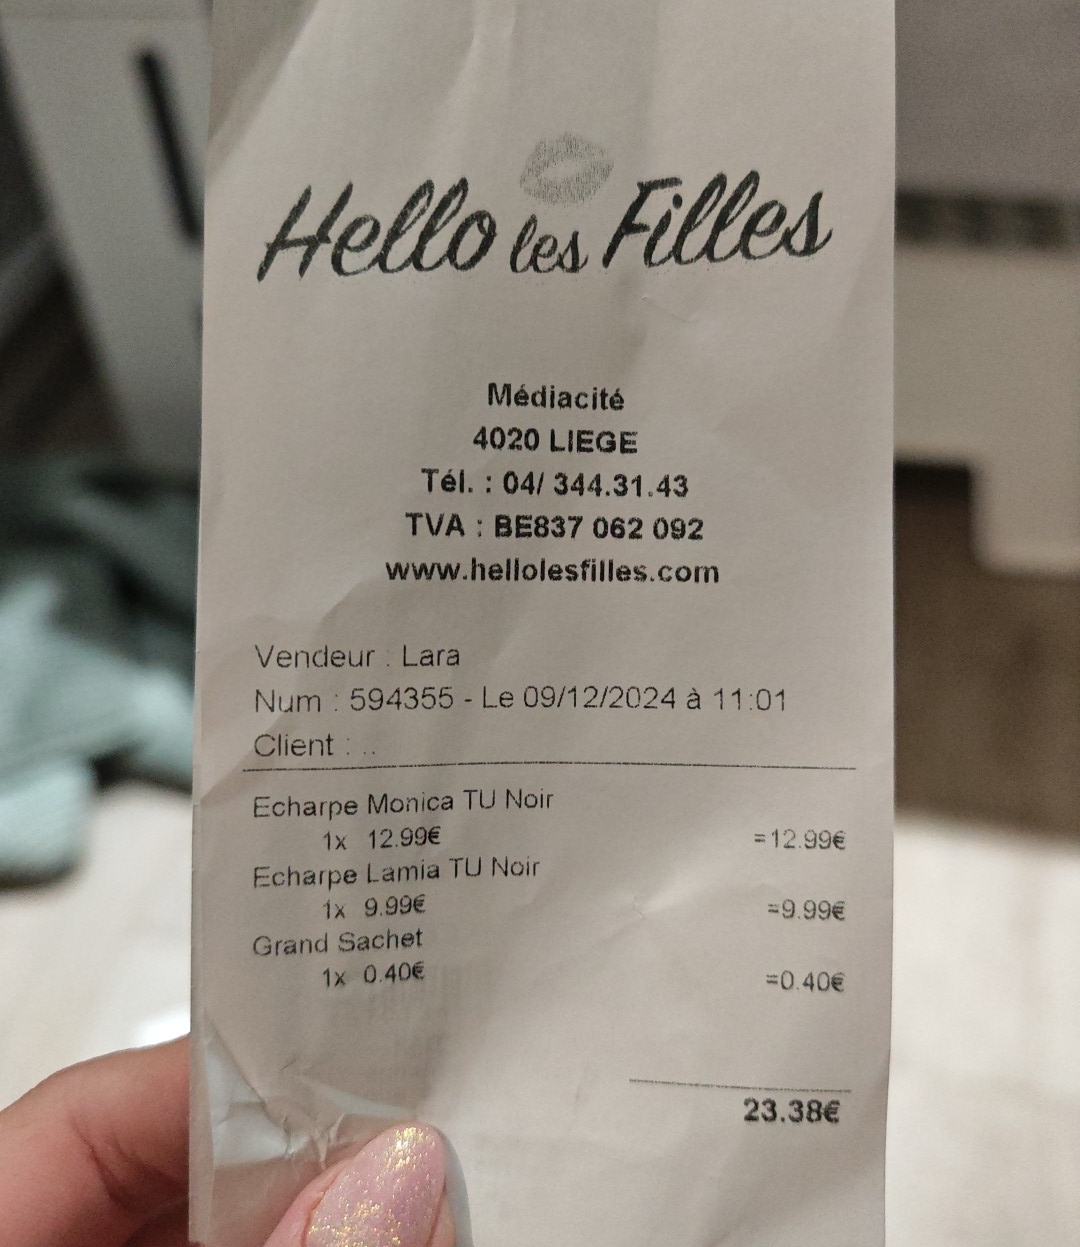 Hello les Filles
Médiacité
4020 LIEGE
Tél. : 04/ 344.31.43
TVA : BE837 062 092
www.hellolesfilles.com
Vendeur : Lara
Num : 594355 - Le 09/12/2024 à 11:01
Client : ..
Echarpe Monica TU Noir
1x 12.99€ =12.99€
Echarpe Lamia TU Noir
1x 9.99€ =9.99€
Grand Sachet
1x 0.40€ =0.40€
23.38€